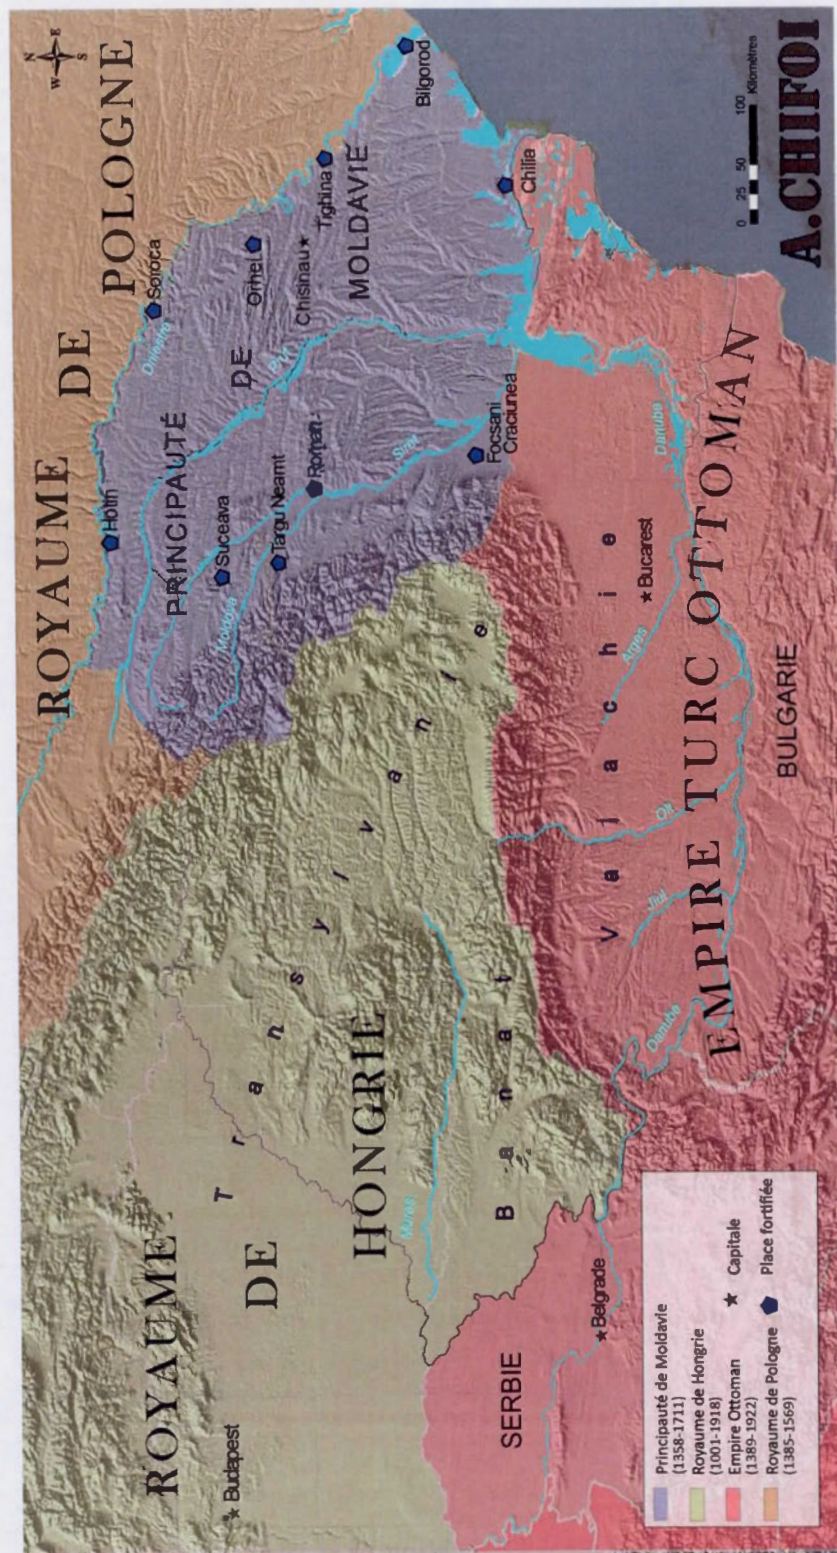 N
W E
S
ROYAUME DE POLOGNE
Hotin
Soroca
Dniestre
PRINCIPAUTÉ DE MOLDAVIE
Orhei
Chisinau
Tighina
Bilgorod
Suceava
Targu Neamt
Roman
Moldova
Siret
Prut
Focsani
Craciunea
Chilia
ROYAUME DE HONGRIE
Budapest
Transylvanie
Mures
Banat
Valachie
Bucarest
Arges
Olt
Jiul
Danube
Danube
EMPIRE TURC OTTOMAN
BULGARIE
SERBIE
Belgrade
Principauté de Moldavie
(1358-1711)
Royaume de Hongrie
(1001-1918)
Empire Ottoman
(1389-1922)
Royaume de Pologne
(1385-1569)
Capitale
Place fortifiée
0 25 50 100
Kilomètres
A.CHIFOI